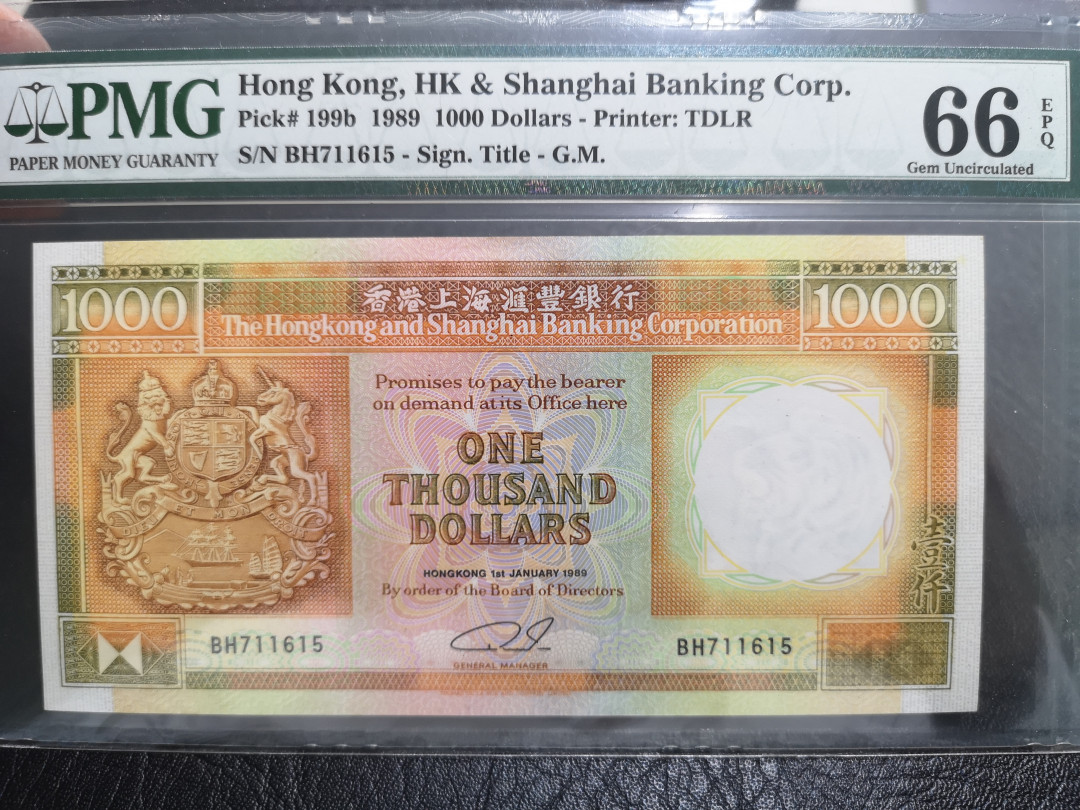 PMG
PAPER MONEY GUARANTY
Hong Kong, HK & Shanghai Banking Corp.
Pick# 199b 1989 1000 Dollars - Printer: TDLR
S/N BH711615 - Sign. Title - G.M.
66 EPQ
Gem Uncirculated
1000
香港上海滙豐銀行
The Hongkong and Shanghai Banking Corporation
1000
Promises to pay the bearer
on demand at its Office here
ONE
THOUSAND
DOLLARS
HONGKONG 1st JANUARY 1989
By order of the Board of Directors
壹仟
BH711615
GENERAL MANAGER
BH711615